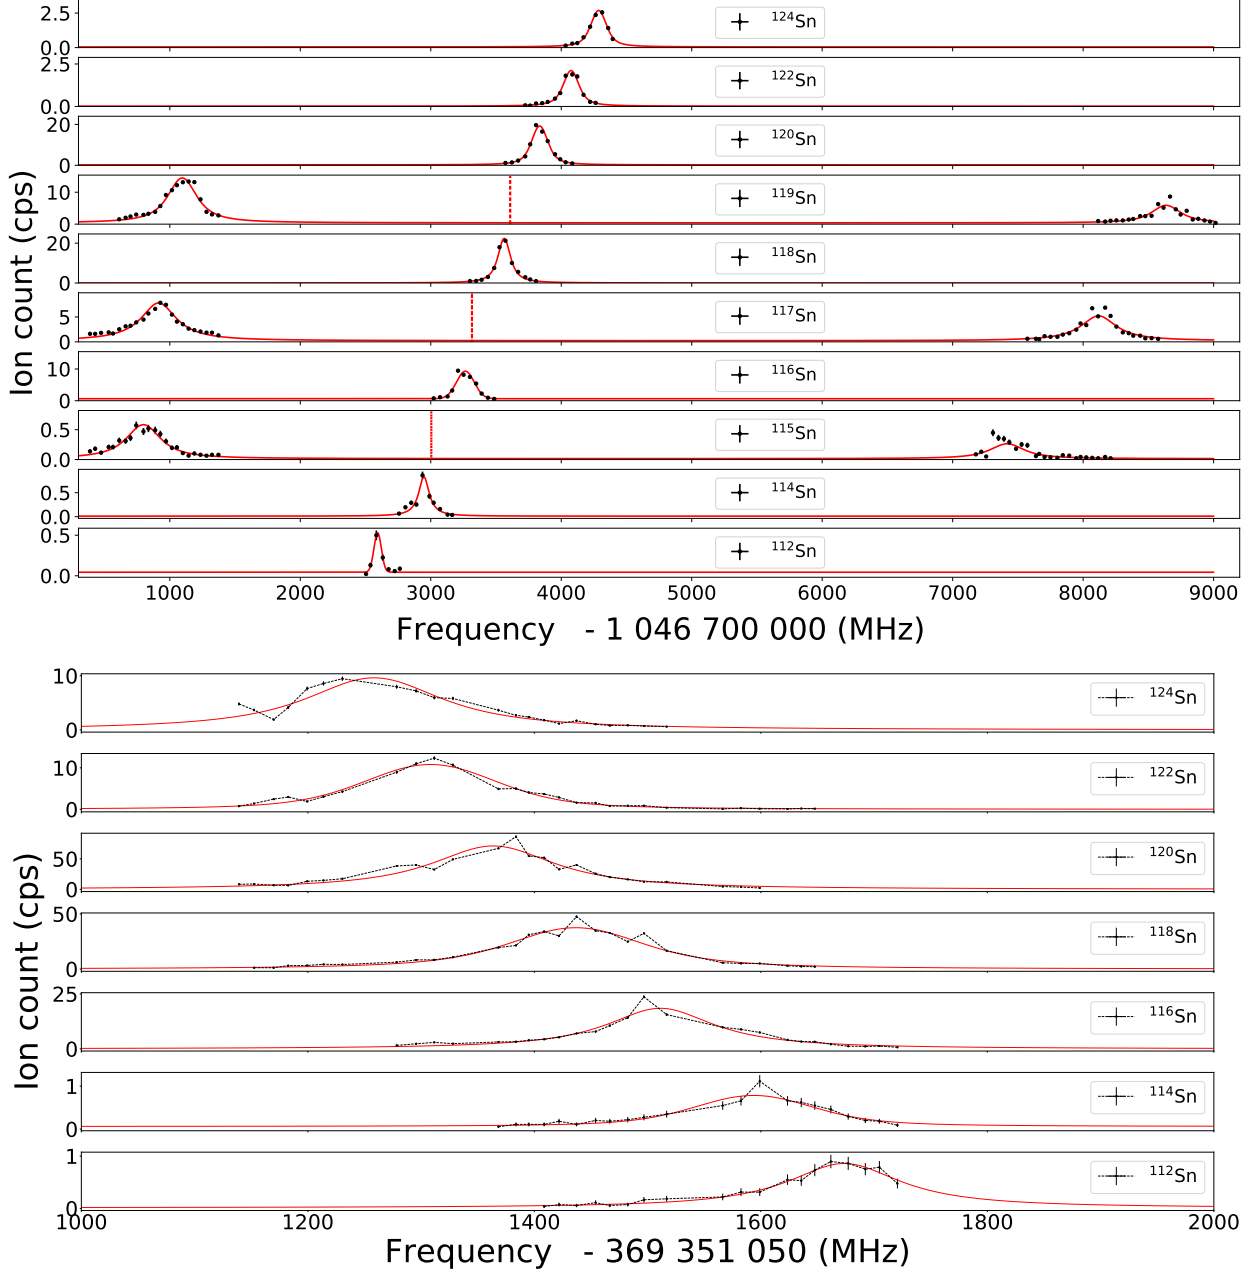 2.5
0.0
¹²⁴Sn
2.5
0.0
¹²²Sn
20
0
¹²⁰Sn
10
0
¹¹⁹Sn
20
0
¹¹⁸Sn
5
0
¹¹⁷Sn
10
0
¹¹⁶Sn
0.5
0.0
¹¹⁵Sn
0.5
0.0
¹¹⁴Sn
0.5
0.0
¹¹²Sn
Ion count (cps)
1000 2000 3000 4000 5000 6000 7000 8000 9000
Frequency - 1 046 700 000 (MHz)
10
0
¹²⁴Sn
10
0
¹²²Sn
50
0
¹²⁰Sn
50
0
¹¹⁸Sn
25
0
¹¹⁶Sn
1
0
¹¹⁴Sn
1
0
¹¹²Sn
Ion count (cps)
1000 1200 1400 1600 1800 2000
Frequency - 369 351 050 (MHz)